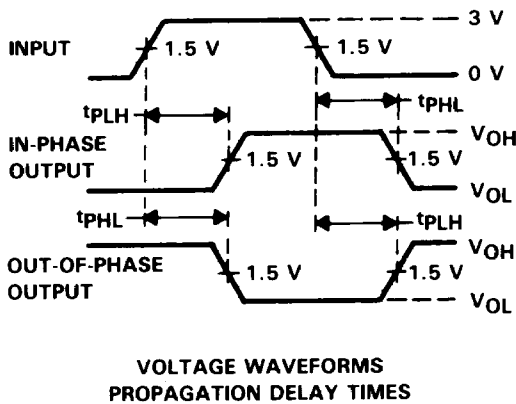 3 V
INPUT 1.5 V 1.5 V
0 V
tPLH tPHL
IN-PHASE OUTPUT 1.5 V 1.5 V
VOH
VOL
tPHL tPLH
OUT-OF-PHASE OUTPUT 1.5 V 1.5 V
VOH
VOL
VOLTAGE WAVEFORMS
PROPAGATION DELAY TIMES